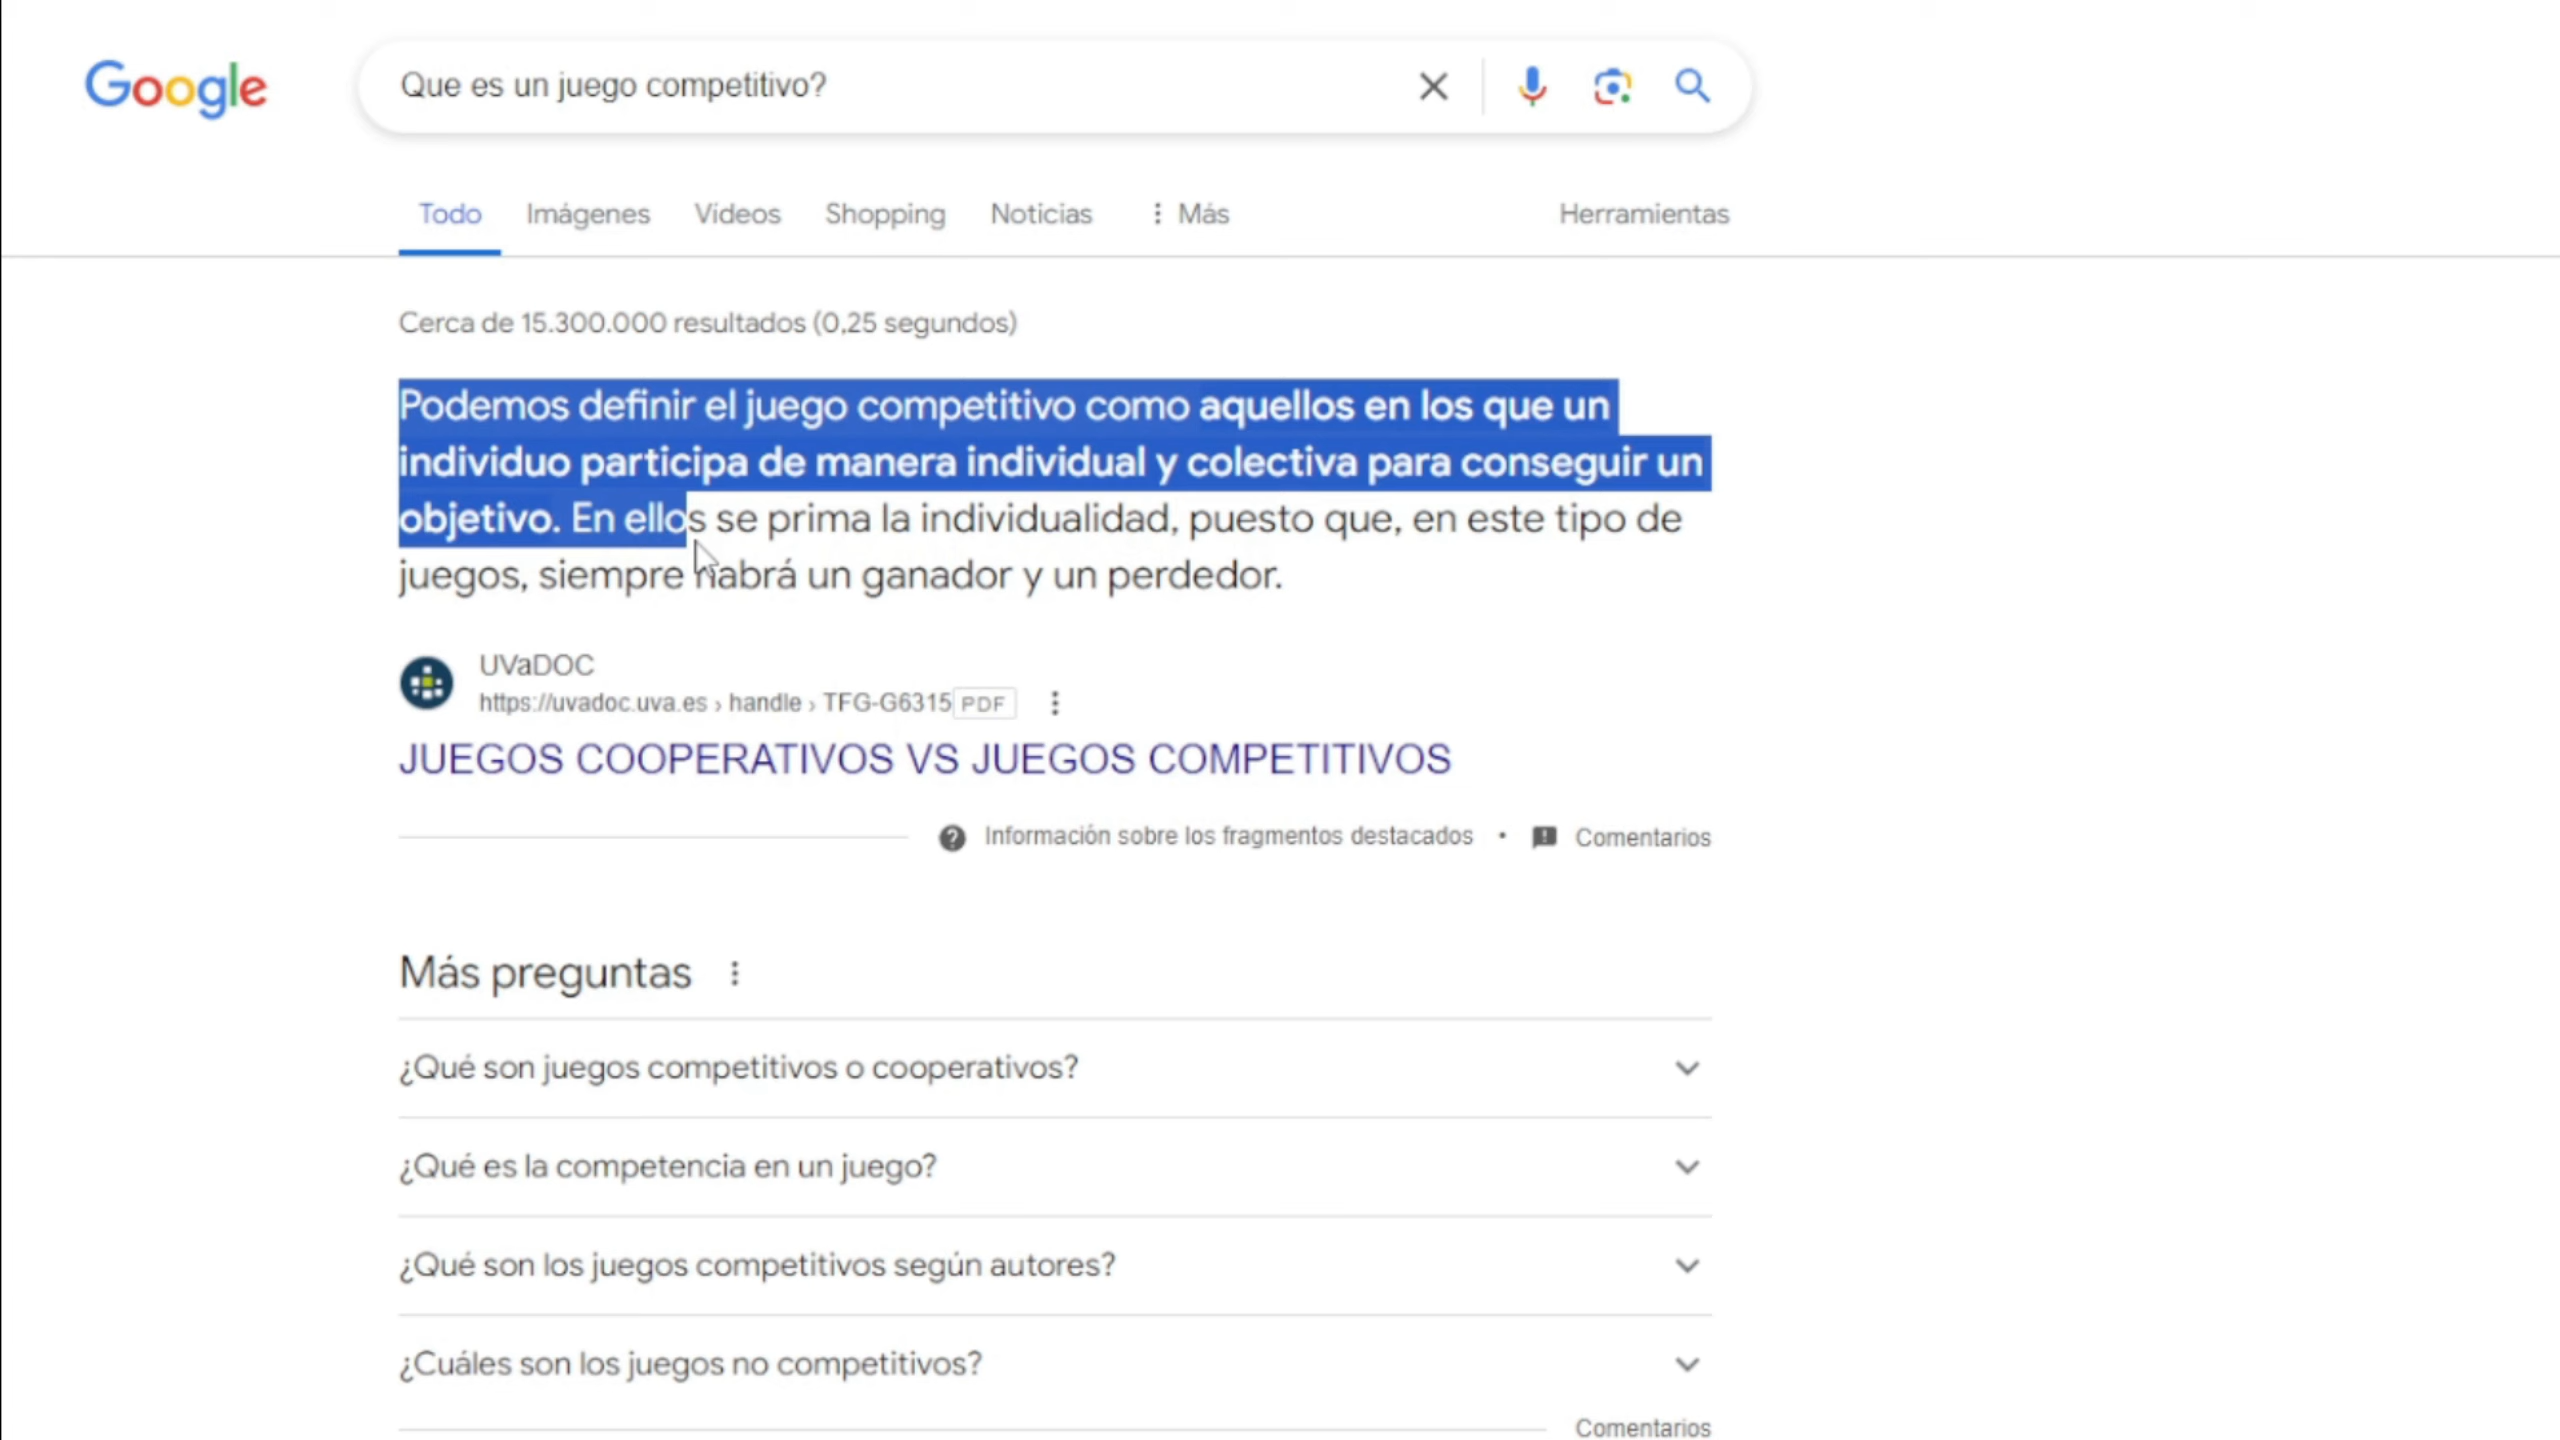 Google
Que es un juego competitivo?
Todo Imágenes Vídeos Shopping Noticias Más Herramientas
Cerca de 15.300.000 resultados (0,25 segundos)
Podemos definir el juego competitivo como aquellos en los que un
individuo participa de manera individual y colectiva para conseguir un
objetivo. En ellos se prima la individualidad, puesto que, en este tipo de
juegos, siempre habrá un ganador y un perdedor.
UVaDOC
https://uvadoc.uva.es › handle › TFG-G6315 PDF
JUEGOS COOPERATIVOS VS JUEGOS COMPETITIVOS
Información sobre los fragmentos destacados • Comentarios
Más preguntas
¿Qué son juegos competitivos o cooperativos?
¿Qué es la competencia en un juego?
¿Qué son los juegos competitivos según autores?
¿Cuáles son los juegos no competitivos?
Comentarios